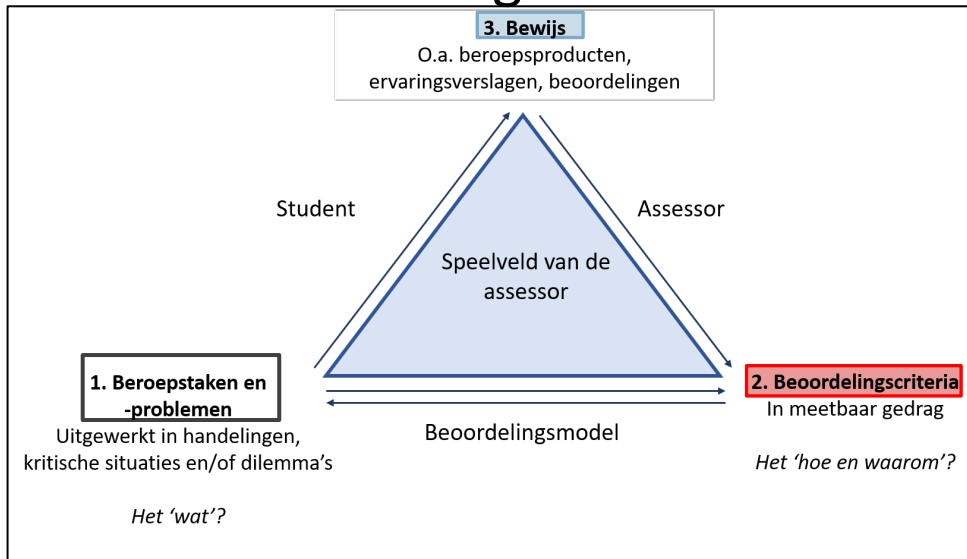 3. Bewijs
O.a. beroepsproducten,
ervaringsverslagen, beoordelingen
Student
Assessor
Speelveld van de
assessor
1. Beroepstaken en
-problemen
Uitgewerkt in handelingen,
kritische situaties en/of dilemma's
Het ‘wat’?
Beoordelingsmodel
2. Beoordelingscriteria
In meetbaar gedrag
Het ‘hoe en waarom’?